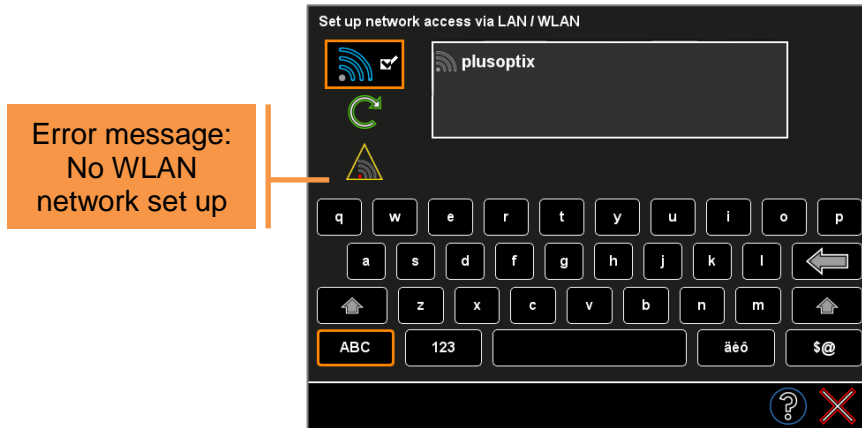 Set up network access via LAN / WLAN
plusoptix
Error message:
No WLAN
network set up
q w e r t y u i o p
a s d f g h j k l
z x c v b n m
ABC 123 äéô $@
?